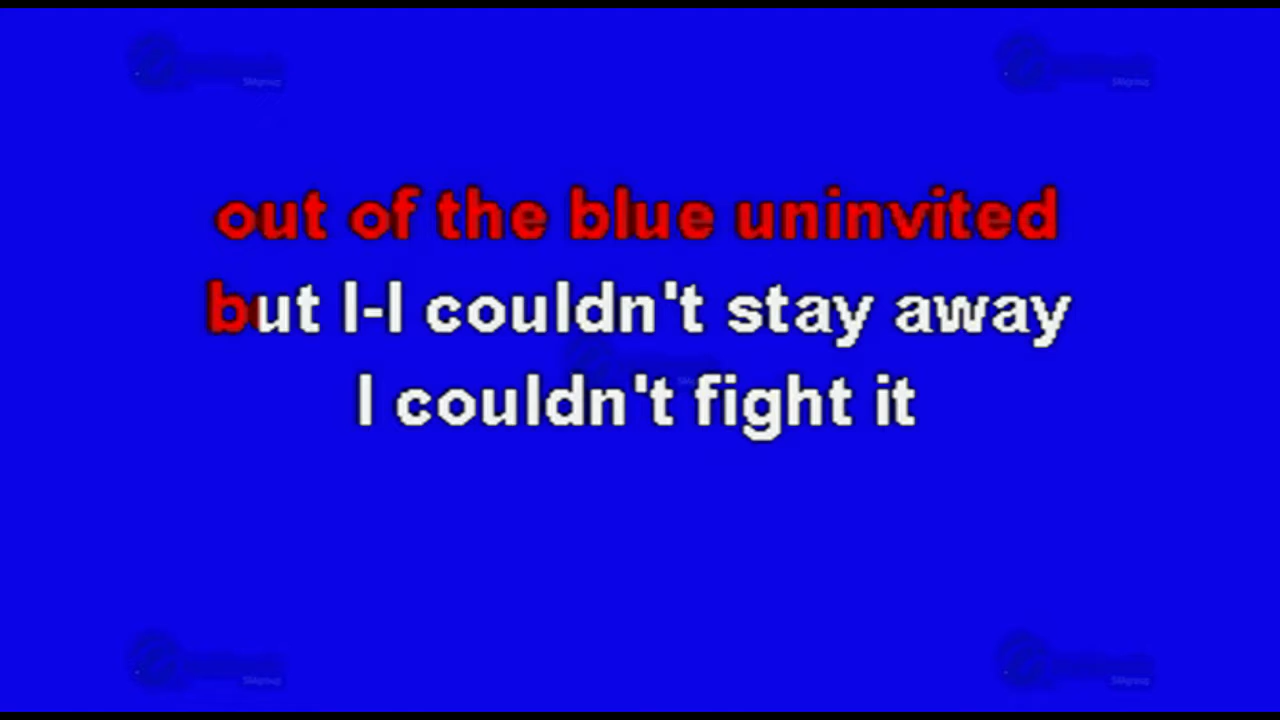 out of the blue uninvited
but I-I couldn't stay away
I couldn't fight it